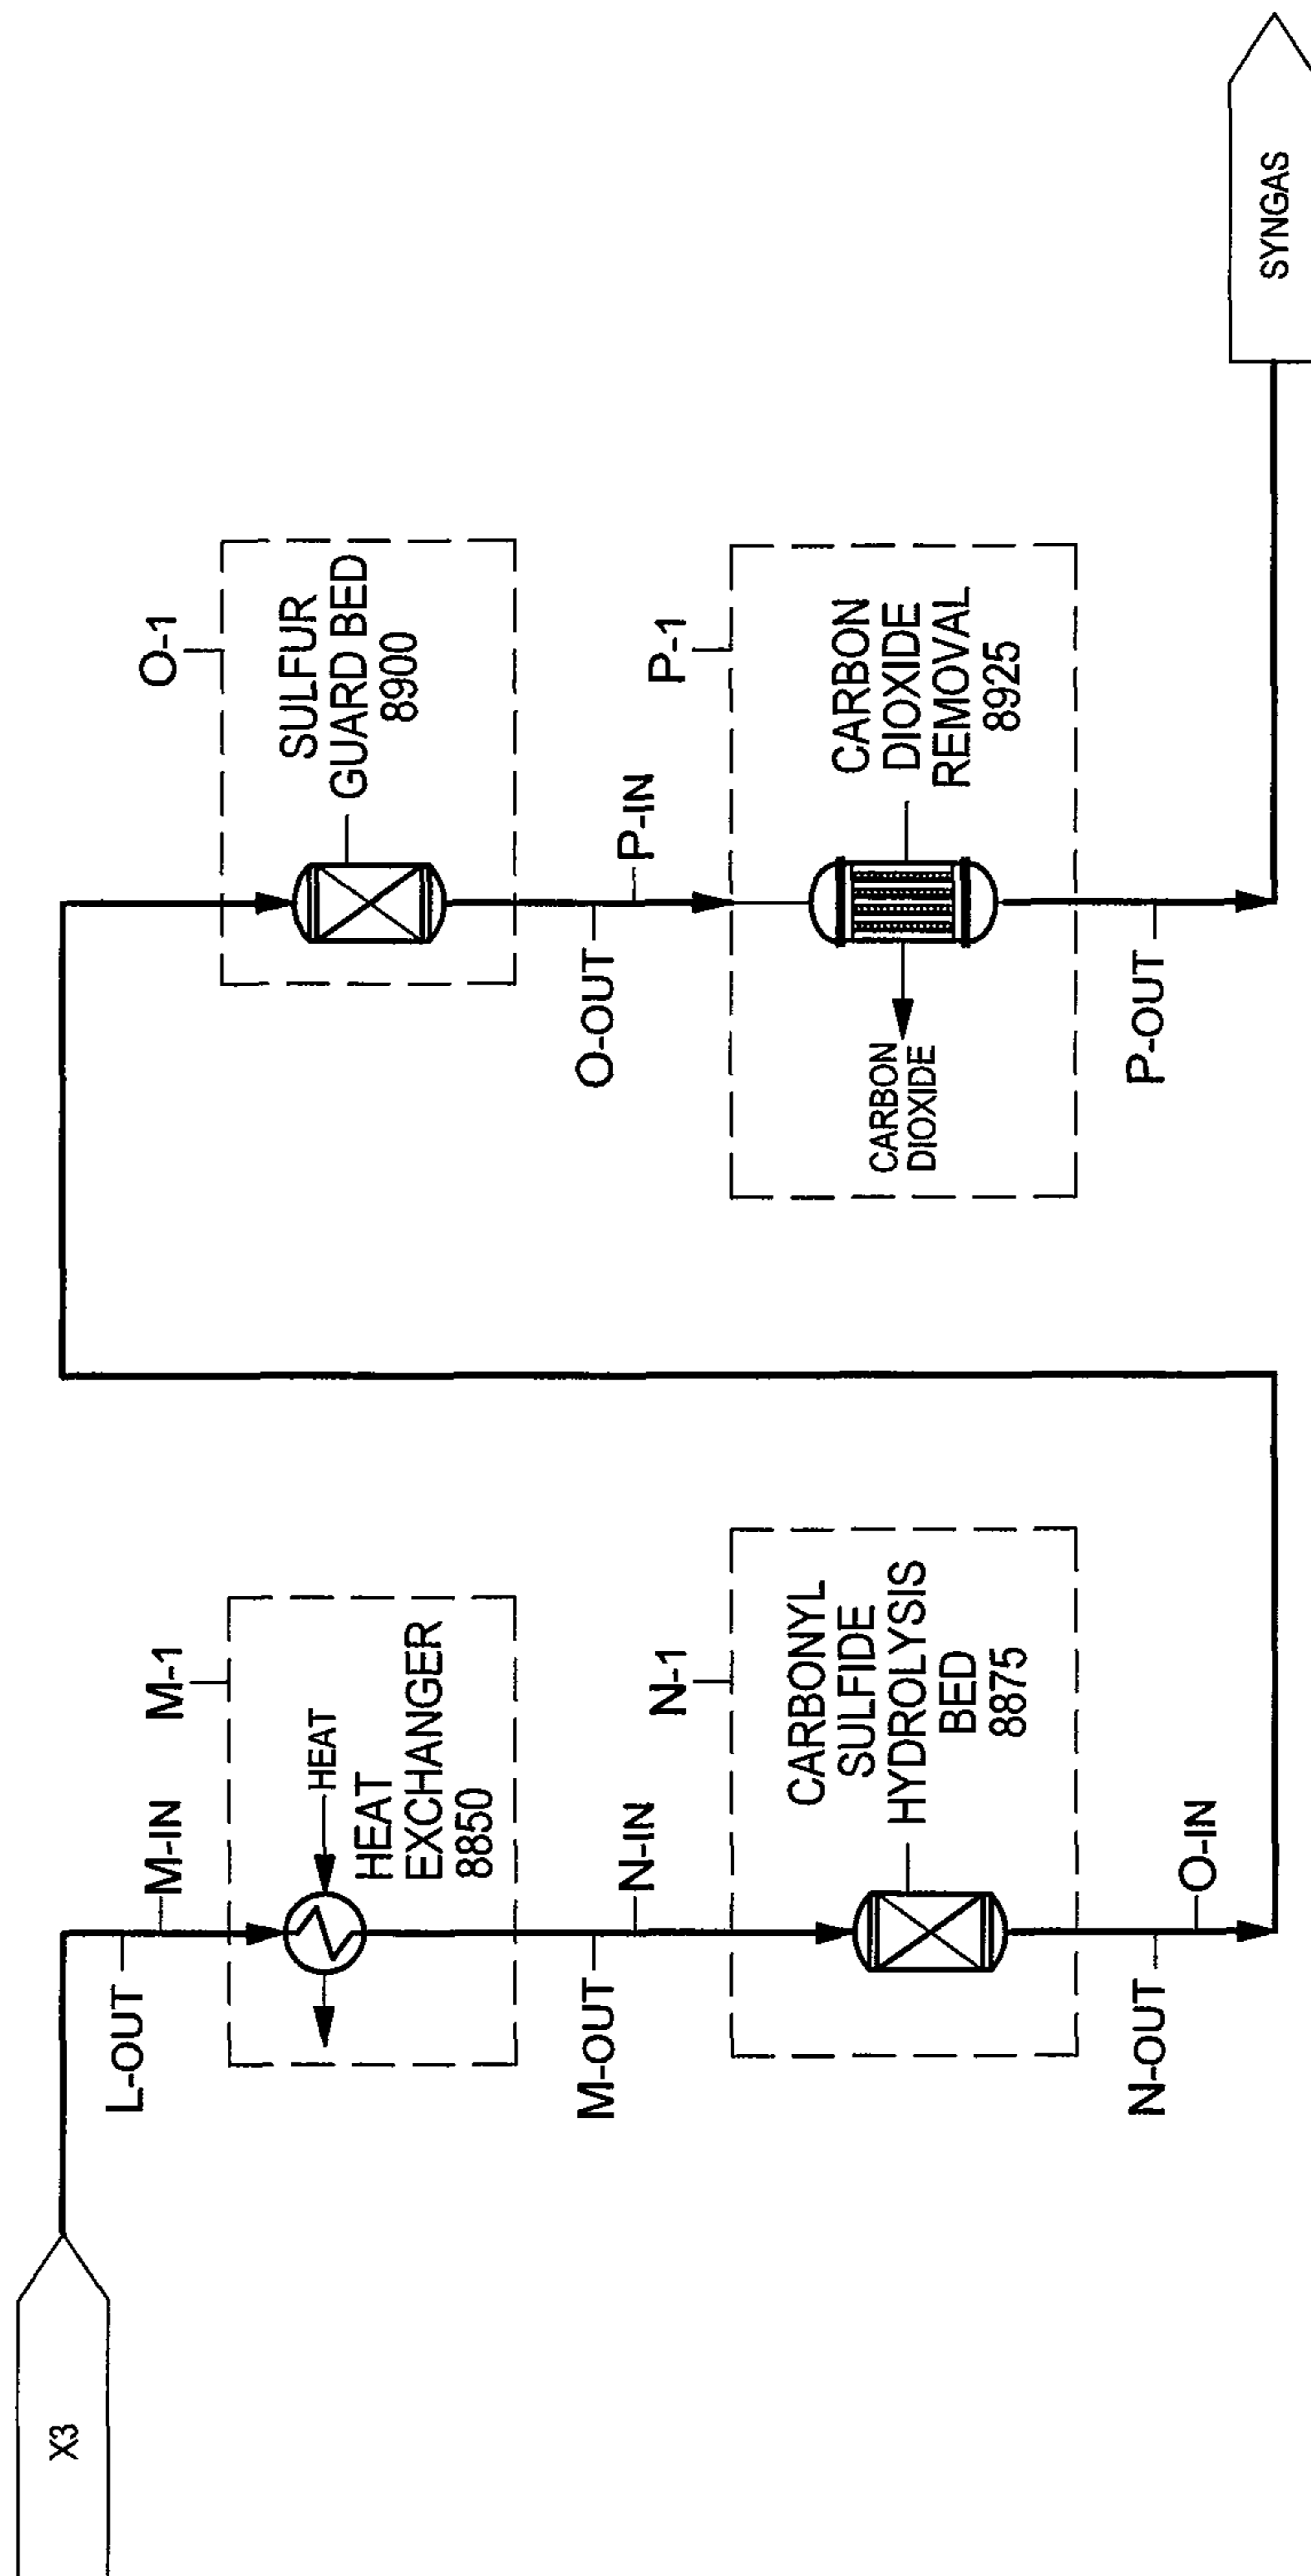 X3
L-OUT
M-IN
M-1
HEAT
HEAT
EXCHANGER
8850
M-OUT
N-IN
N-1
CARBONYL
SULFIDE
HYDROLYSIS
BED
8875
N-OUT
O-IN
O-1
SULFUR
GUARD BED
8900
O-OUT
P-IN
P-1
CARBON
DIOXIDE
REMOVAL
8925
CARBON
DIOXIDE
P-OUT
SYNGAS